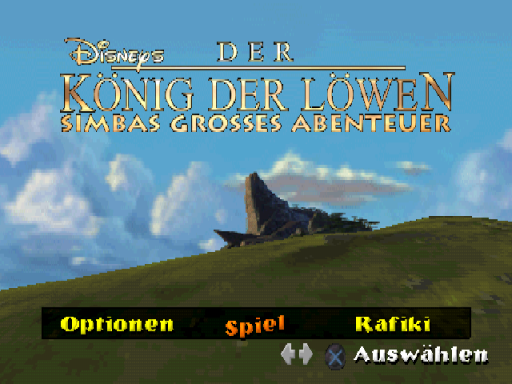 Disney's DER
KÖNIG DER LÖWEN
SIMBAS GROSSES ABENTEUER
Optionen Spiel Rafiki
Auswählen